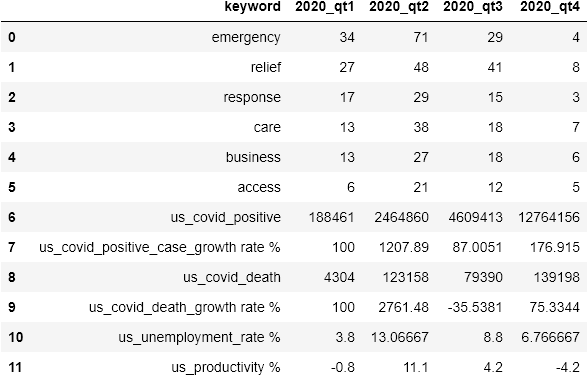 keyword 2020_qt1 2020_qt2 2020_qt3 2020_qt4
0 emergency 34 71 29 4
1 relief 27 48 41 8
2 response 17 29 15 3
3 care 13 38 18 7
4 business 13 27 18 6
5 access 6 21 12 5
6 us_covid_positive 188461 2464860 4609413 12764156
7 us_covid_positive_case_growth rate % 100 1207.89 87.0051 176.915
8 us_covid_death 4304 123158 79390 139198
9 us_covid_death_growth rate % 100 2761.48 -35.5381 75.3344
10 us_unemployment_rate % 3.8 13.06667 8.8 6.766667
11 us_productivity % -0.8 11.1 4.2 -4.2